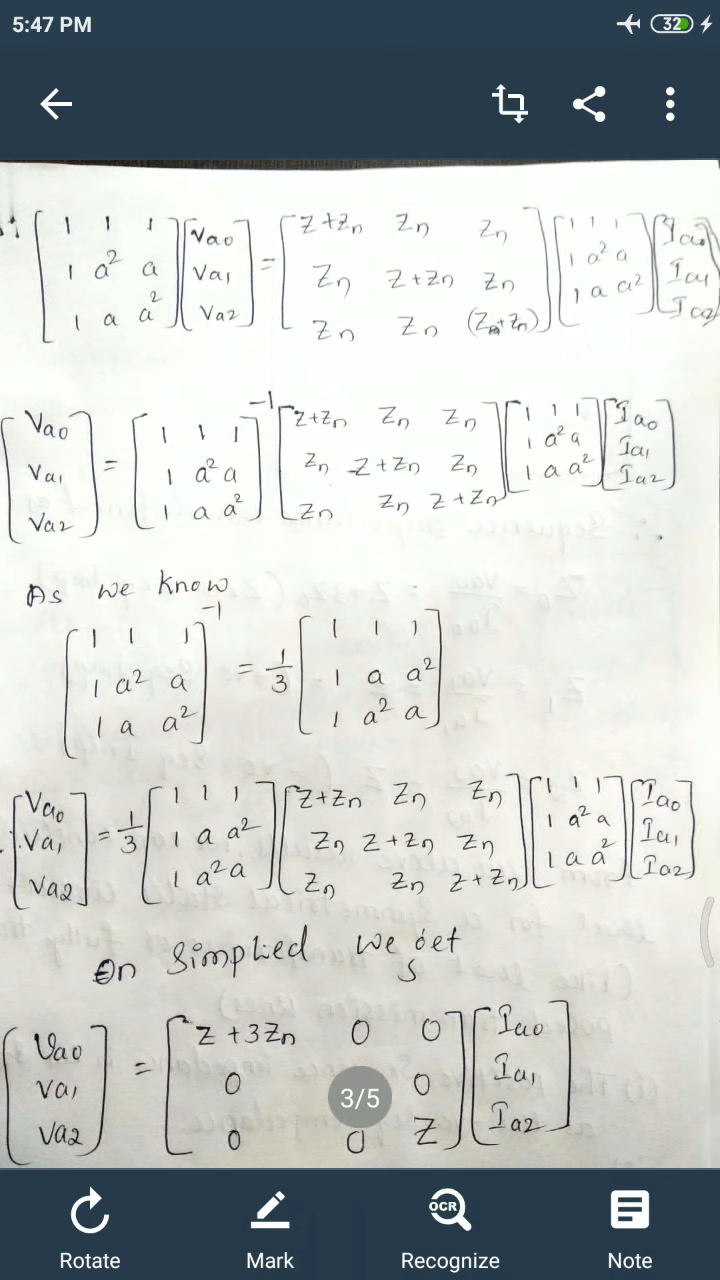 5:47 PM
32
[1 1 1; 1 a² a; 1 a a²] [Va0; Va1; Va2] = [Z+Zn Zn Zn; Zn Z+Zn Zn; Zn Zn (Z+Zn)] [1 1 1; 1 a² a; 1 a a²] [Ia0; Ia1; Ia2]
[Va0; Va1; Va2] = [1 1 1; 1 a² a; 1 a a²]⁻¹ [Z+Zn Zn Zn; Zn Z+Zn Zn; Zn Zn Z+Zn] [1 1 1; 1 a² a; 1 a a²] [Ia0; Ia1; Ia2]
As we know
[1 1 1; 1 a² a; 1 a a²]⁻¹ = 1/3 [1 1 1; 1 a a²; 1 a² a]
[Va0; Va1; Va2] = 1/3 [1 1 1; 1 a a²; 1 a² a] [Z+Zn Zn Zn; Zn Z+Zn Zn; Zn Zn Z+Zn] [1 1 1; 1 a² a; 1 a a²] [Ia0; Ia1; Ia2]
On Simplied we get
[Va0; Va1; Va2] = [Z+3Zn 0 0; 0 0; 0 0 Z] [Ia0; Ia1; Ia2]
3/5
Rotate Mark OCR Recognize Note